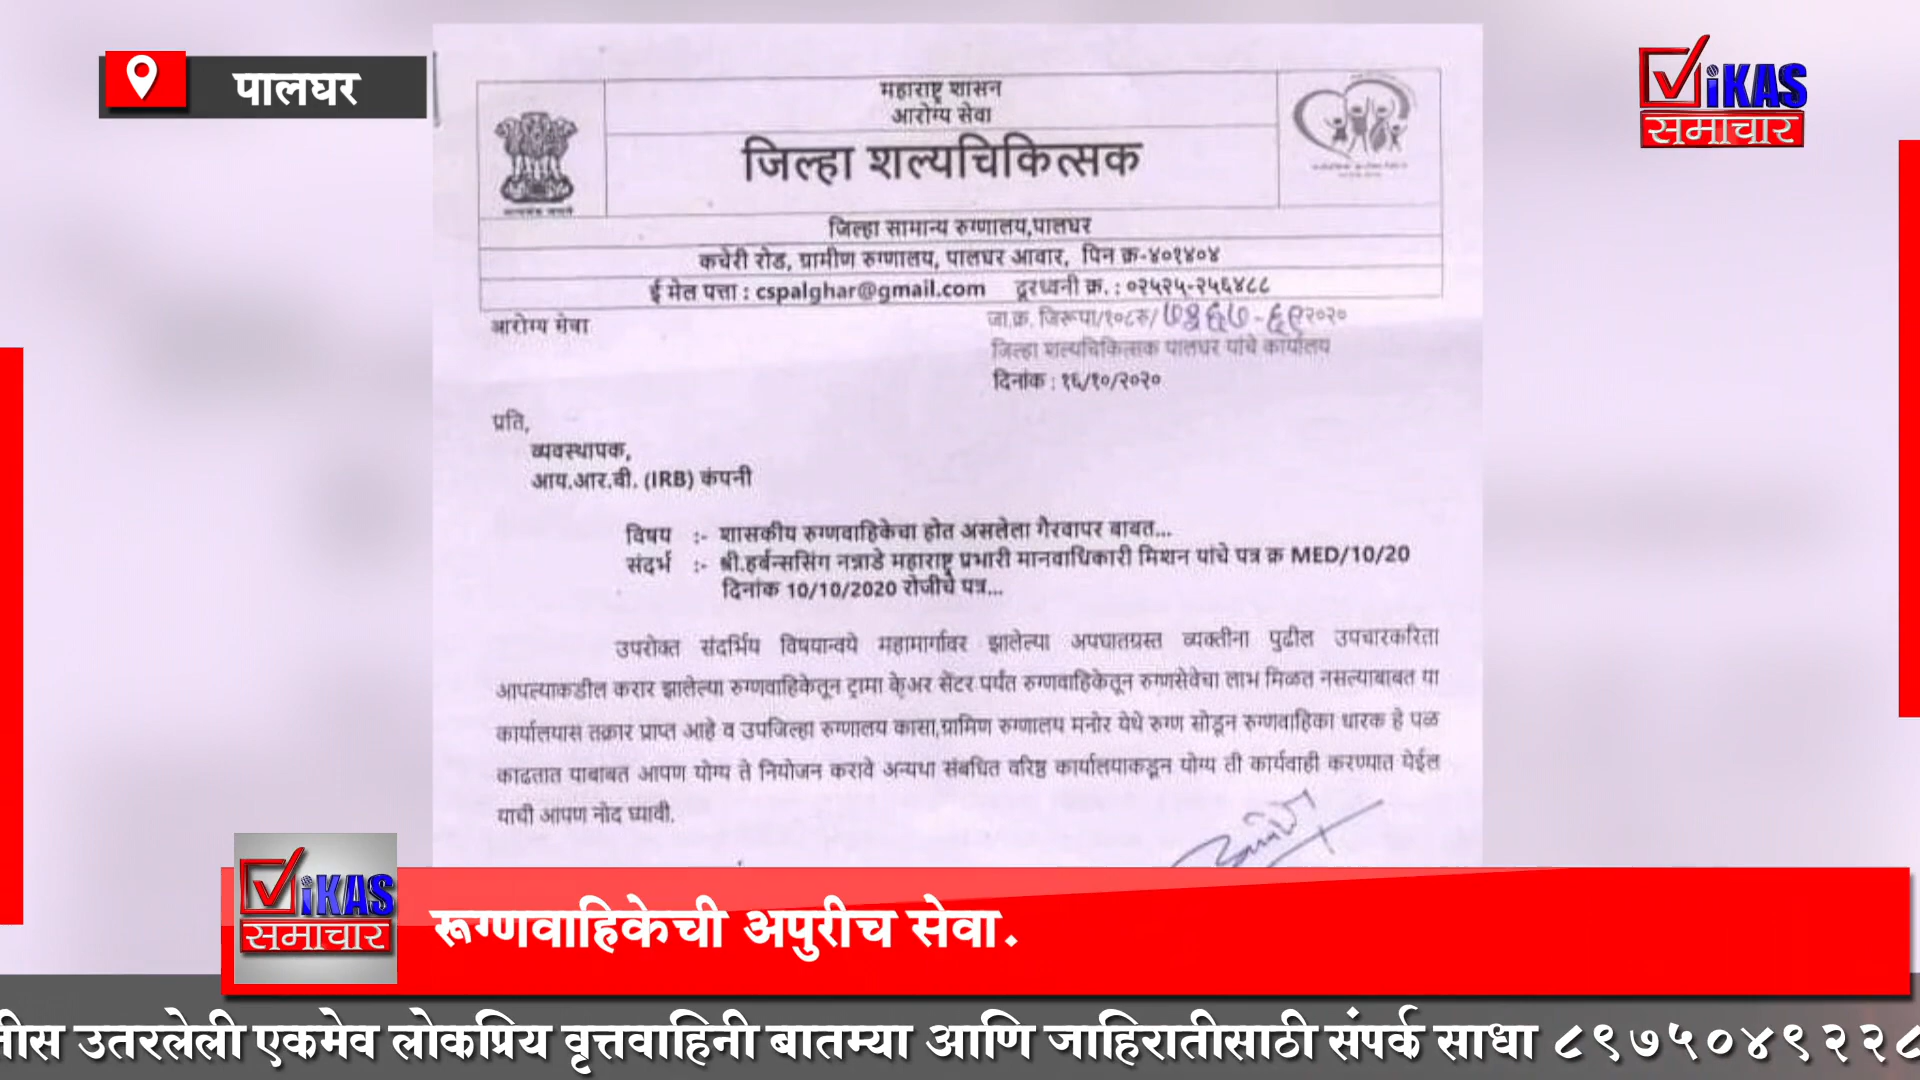 पालघर
ViKAS
समाचार
महाराष्ट्र शासन
आरोग्य सेवा
जिल्हा शल्यचिकित्सक
जिल्हा सामान्य रुग्णालय,पालघर
कचेरी रोड, ग्रामीण रुग्णालय, पालघर आवार, पिन क्र-४०१४०४
ई मेल पत्ता : cspalghar@gmail.com दूरध्वनी क्र. : ०२५२५-२५६४८८
आरोग्य सेवा
जा.क्र. जिरूपा/१०८रु/७४६७-६९२०२०
जिल्हा शल्यचिकित्सक पालघर यांचे कार्यालय
दिनांक : १६/१०/२०२०
प्रति,
व्यवस्थापक,
आय.आर.बी. (IRB) कंपनी
विषय :- शासकीय रुग्णवाहिकेचा होत असलेला गैरवापर बाबत...
संदर्भ :- श्री.हर्बन्ससिंग नन्नाडे महाराष्ट्र प्रभारी मानवाधिकारी मिशन यांचे पत्र क्र MED/10/20
दिनांक 10/10/2020 रोजीचे पत्र...
उपरोक्त संदर्भिय विषयान्वये महामार्गावर झालेल्या अपघातग्रस्त व्यक्तीना पुढील उपचारकरिता
आपल्याकडील करार झालेल्या रुग्णवाहिकेतून ट्रामा के्अर सेंटर पर्यंत रुग्णवाहिकेतून रुग्णसेवेचा लाभ मिळत नसल्याबाबत या
कार्यालयास तक्रार प्राप्त आहे व उपजिल्हा रुग्णालय कासा,ग्रामिण रुग्णालय मनोर येथे रुग्ण सोडून रुग्णवाहिका धारक हे पळ
काढतात याबाबत आपण योग्य ते नियोजन करावे अन्यथा संबधित वरिष्ठ कार्यालयाकडून योग्य ती कार्यवाही करण्यात येईल
याची आपण नोद घ्यावी.
ViKAS
समाचार
रूग्णवाहिकेची अपुरीच सेवा.
नीस उतरलेली एकमेव लोकप्रिय वृत्तवाहिनी बातम्या आणि जाहिरातीसाठी संपर्क साधा ८९७५०४९२२८